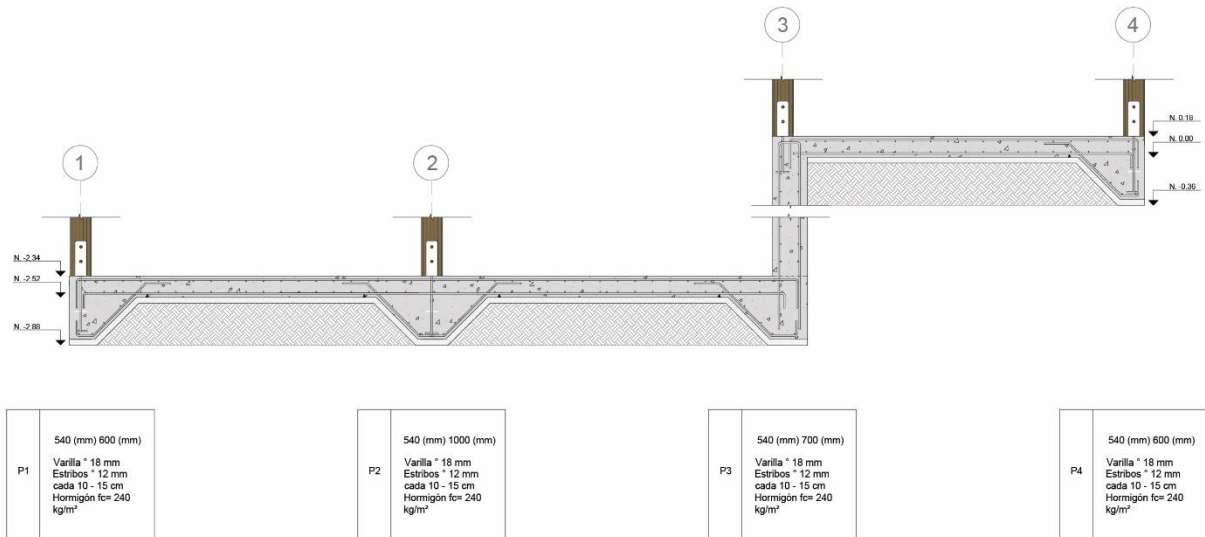 3
4
N. 0.18
N. 0.00
N. -0.36
1
2
N. -2.34
N. -2.52
N. -2.88
P1
540 (mm) 600 (mm)
Varilla ° 18 mm
Estribos ° 12 mm
cada 10 - 15 cm
Hormigón fc= 240
kg/m²
P2
540 (mm) 1000 (mm)
Varilla ° 18 mm
Estribos ° 12 mm
cada 10 - 15 cm
Hormigón fc= 240
kg/m²
P3
540 (mm) 700 (mm)
Varilla ° 18 mm
Estribos ° 12 mm
cada 10 - 15 cm
Hormigón fc= 240
kg/m²
P4
540 (mm) 600 (mm)
Varilla ° 18 mm
Estribos ° 12 mm
cada 10 - 15 cm
Hormigón fc= 240
kg/m²